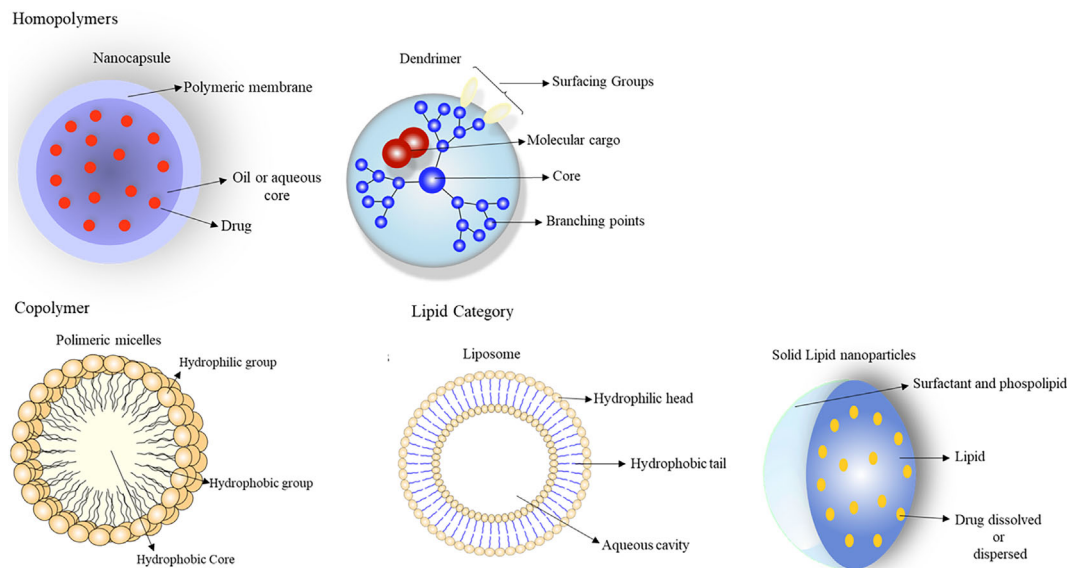 Homopolymers
Nanocapsule
Polymeric membrane
Oil or aqueous
core
Drug
Dendrimer
Surfacing Groups
Molecular cargo
Core
Branching points
Copolymer
Polimeric micelles
Hydrophilic group
Hydrophobic group
Hydrophobic Core
;
Lipid Category
Liposome
Hydrophilic head
Hydrophobic tail
Aqueous cavity
Solid Lipid nanoparticles
Surfactant and phospolipid
Lipid
Drug dissolved
or
dispersed